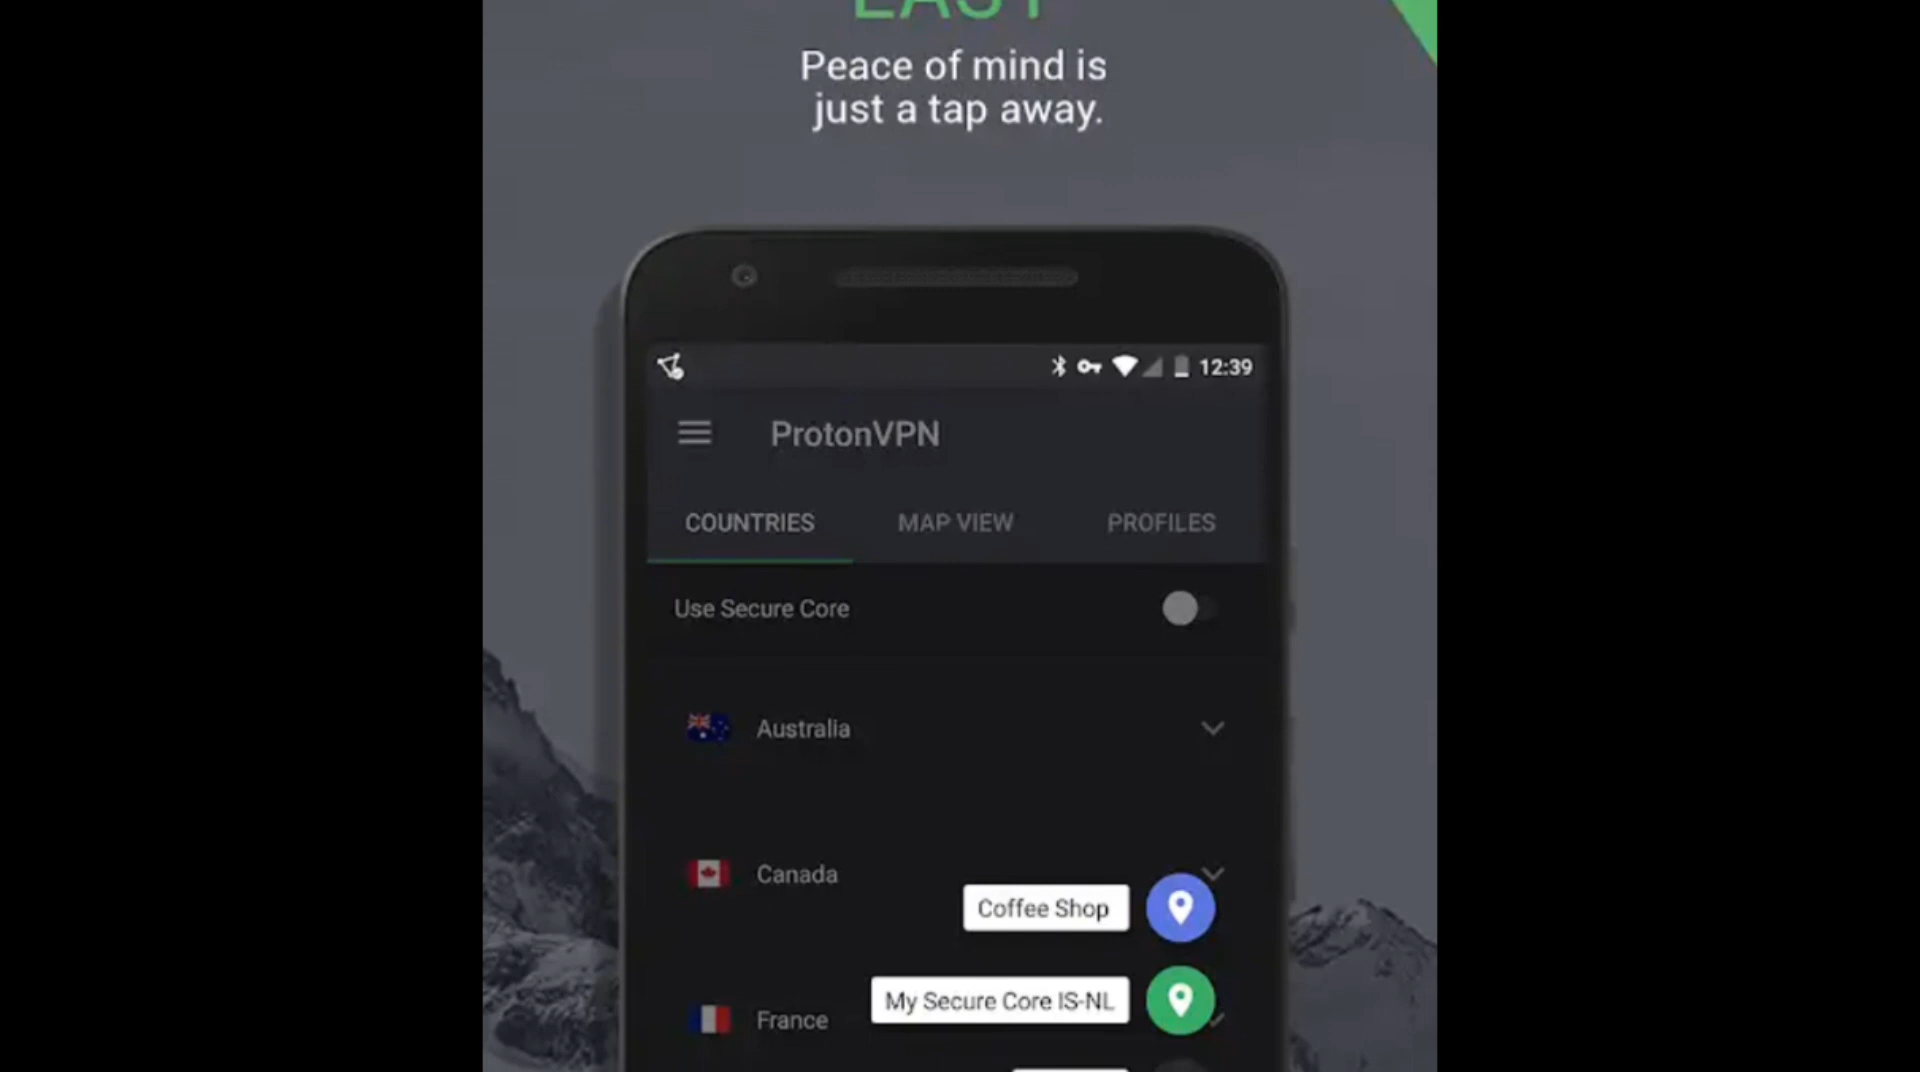 EASY
Peace of mind is
just a tap away.
12:39
ProtonVPN
COUNTRIES MAP VIEW PROFILES
Use Secure Core
Australia
Canada
Coffee Shop
My Secure Core IS-NL
France